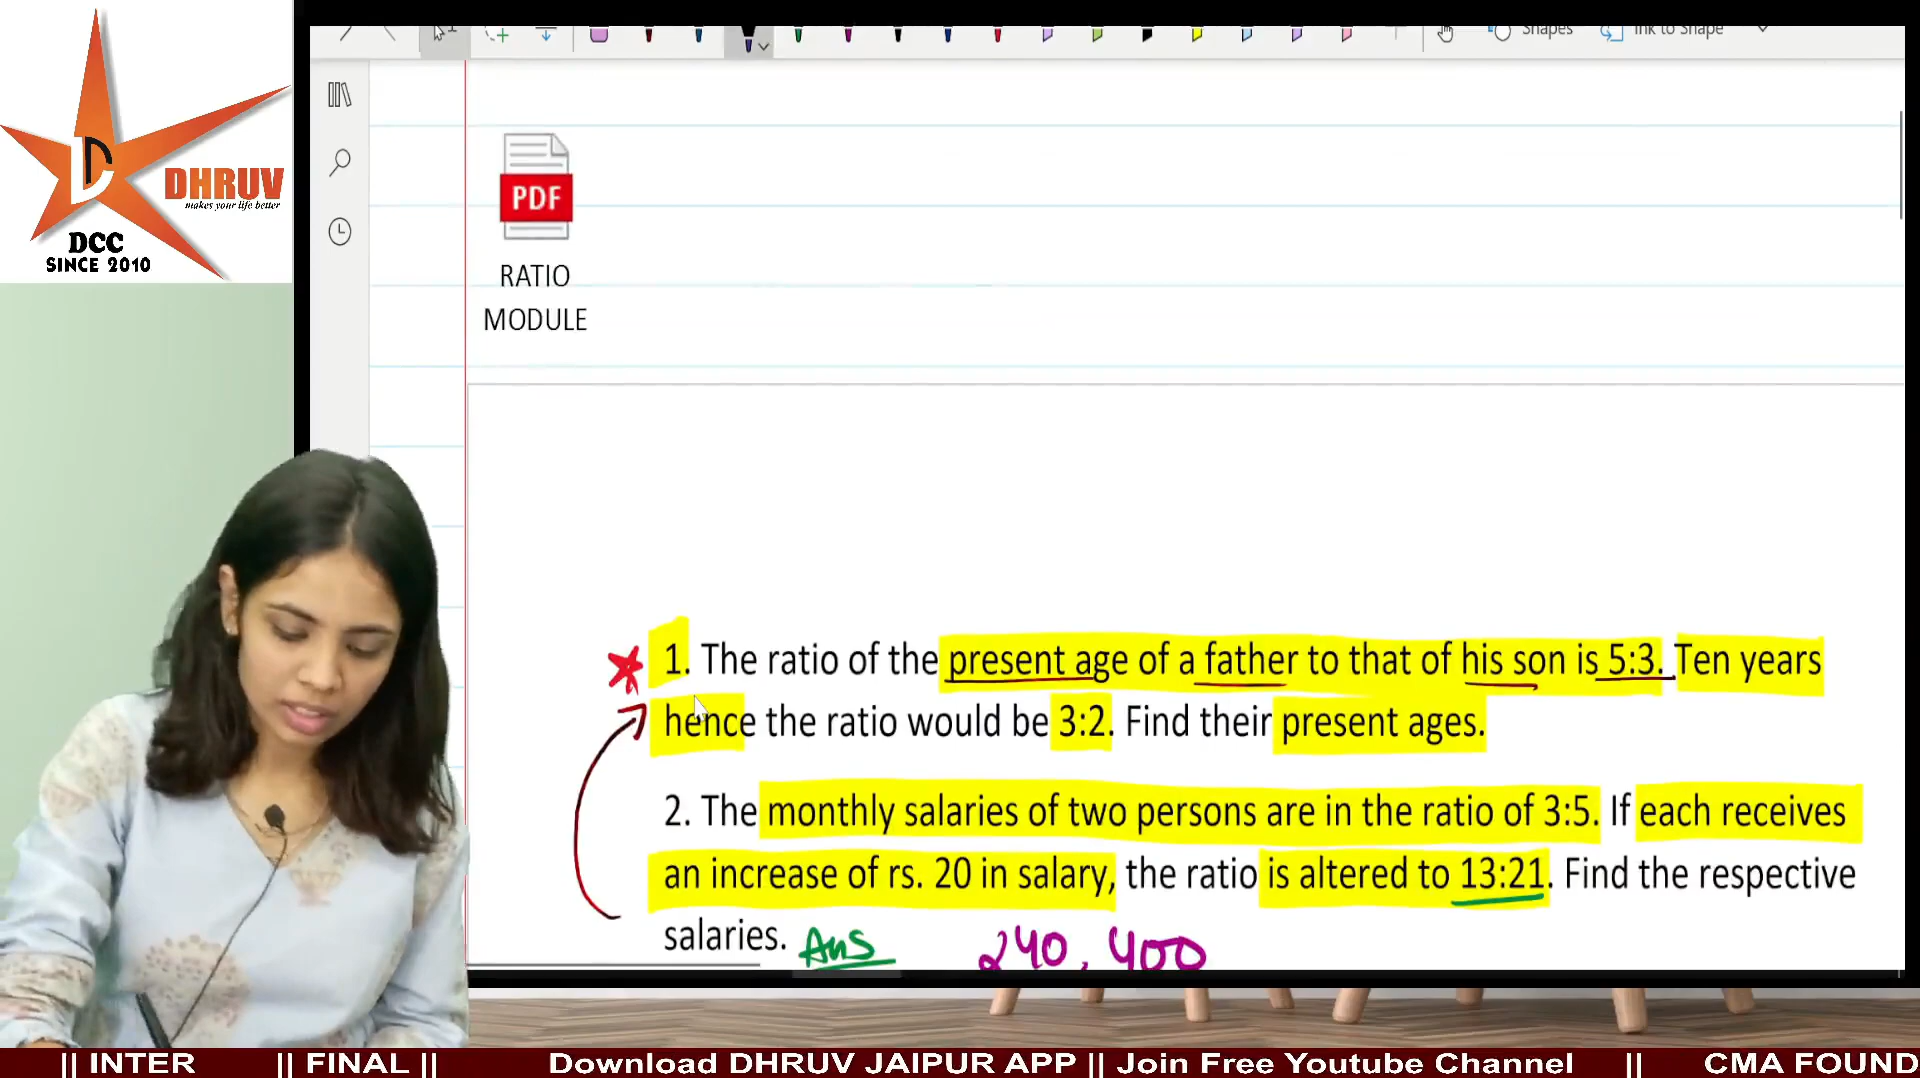 Shapes
Ink to Shape
D
DHRUV
makes your life better
DCC
SINCE 2010
PDF
RATIO
MODULE
1. The ratio of the present age of a father to that of his son is 5:3. Ten years
hence the ratio would be 3:2. Find their present ages.
2. The monthly salaries of two persons are in the ratio of 3:5. If each receives
an increase of rs. 20 in salary, the ratio is altered to 13:21. Find the respective
salaries. Ans 240, 400
|| INTER || FINAL || Download DHRUV JAIPUR APP || Join Free Youtube Channel || CMA FOUND